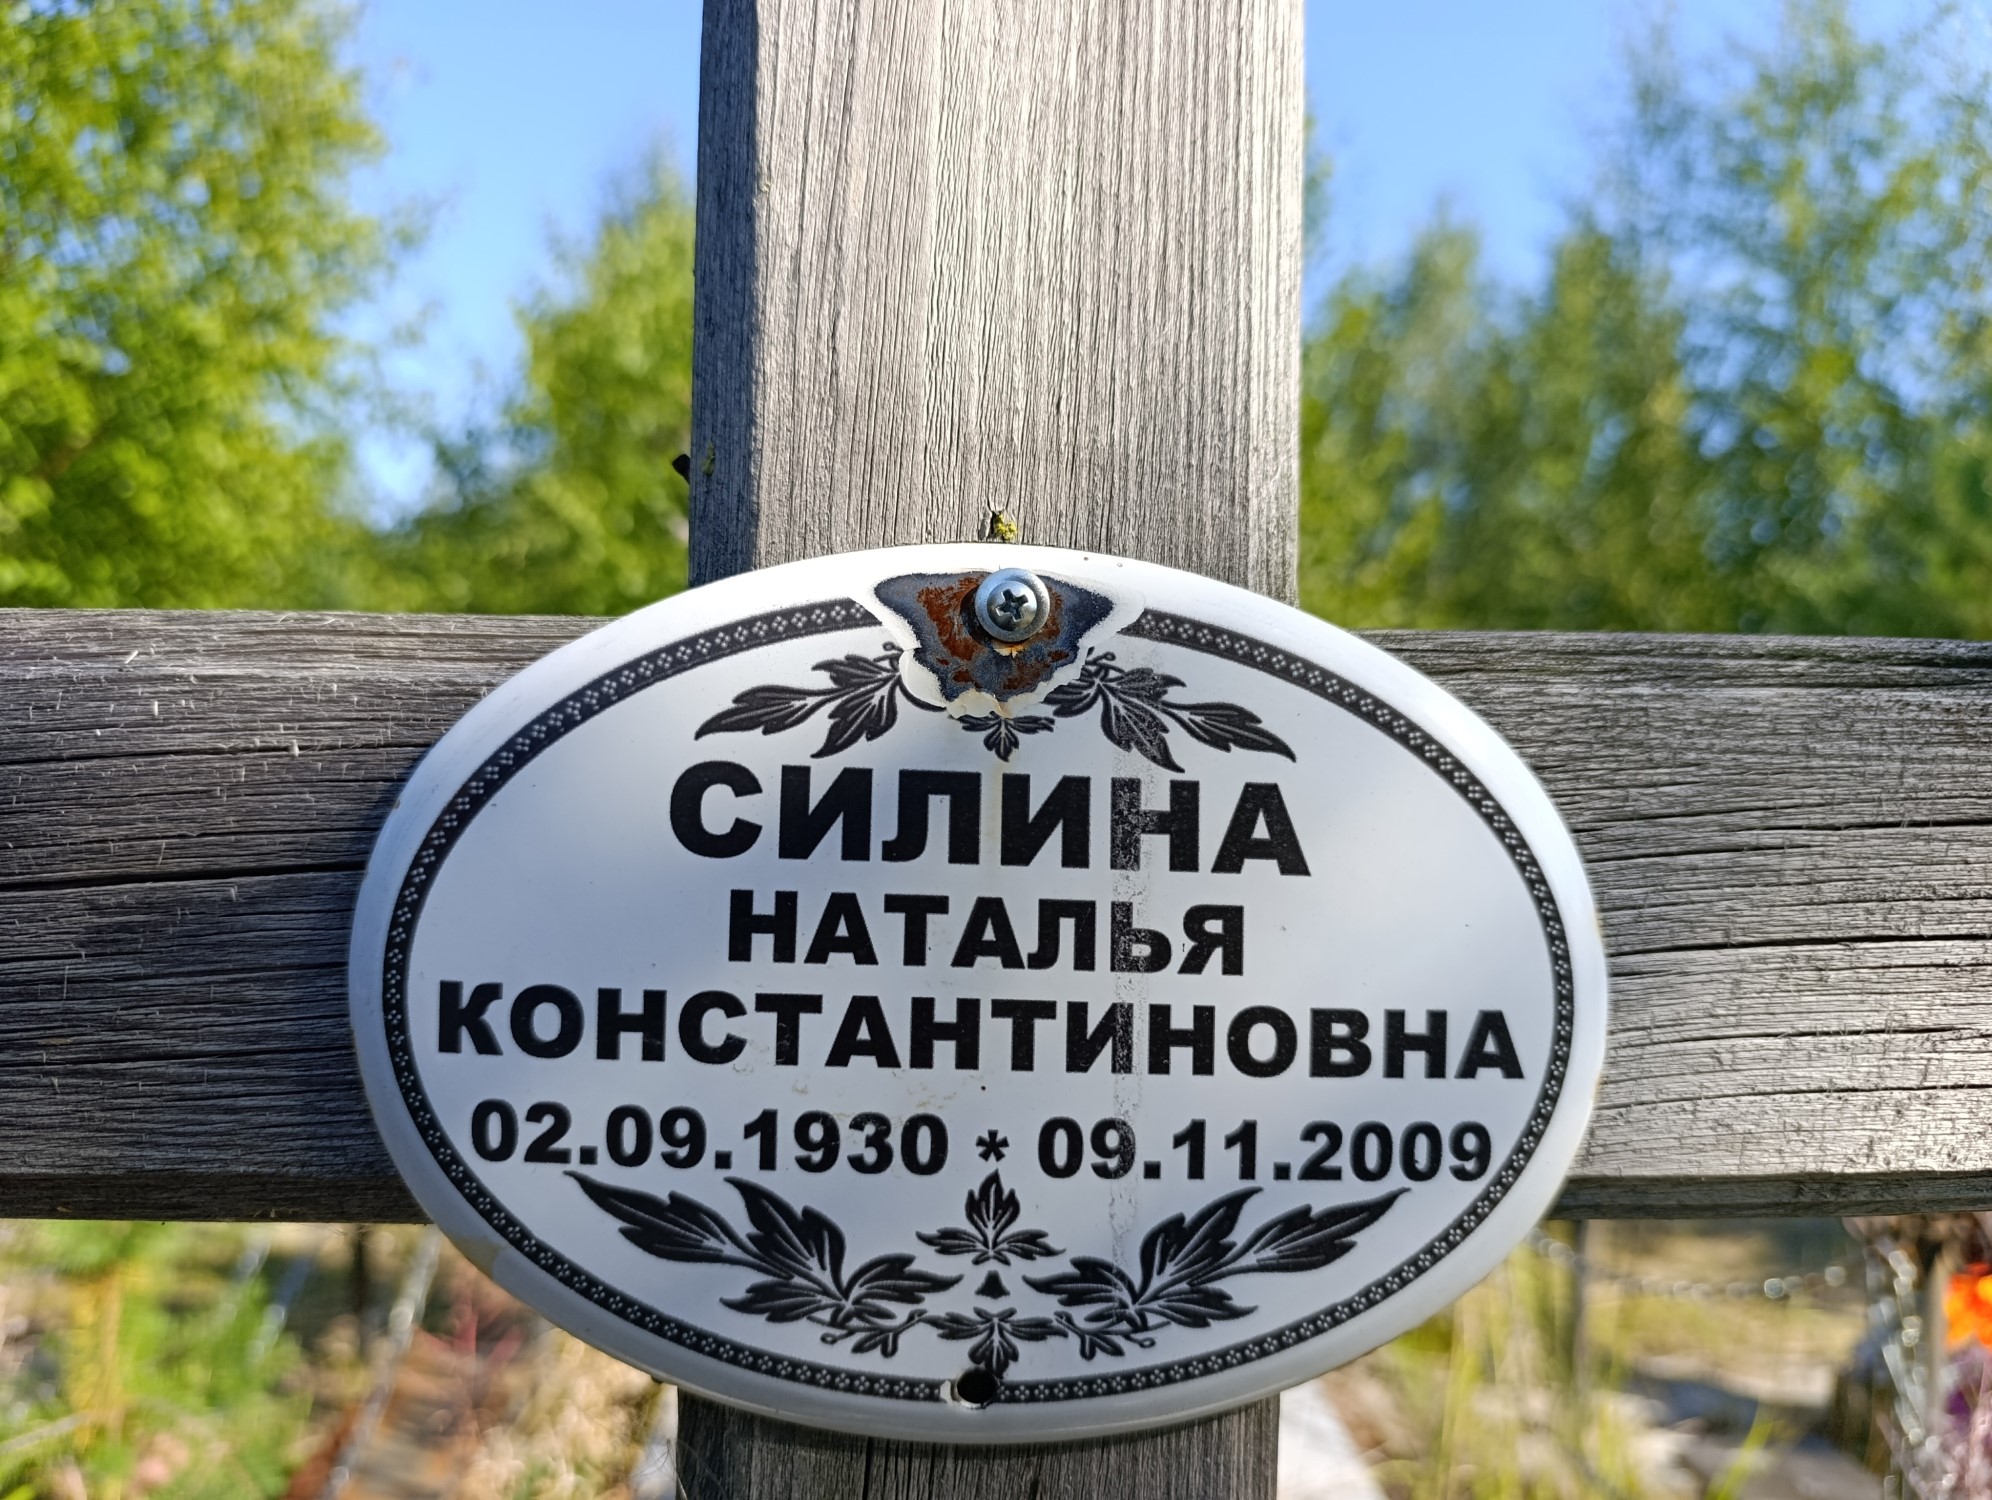 СИЛИНА
НАТАЛЬЯ
КОНСТАНТИНОВНА
02.09.1930 * 09.11.2009